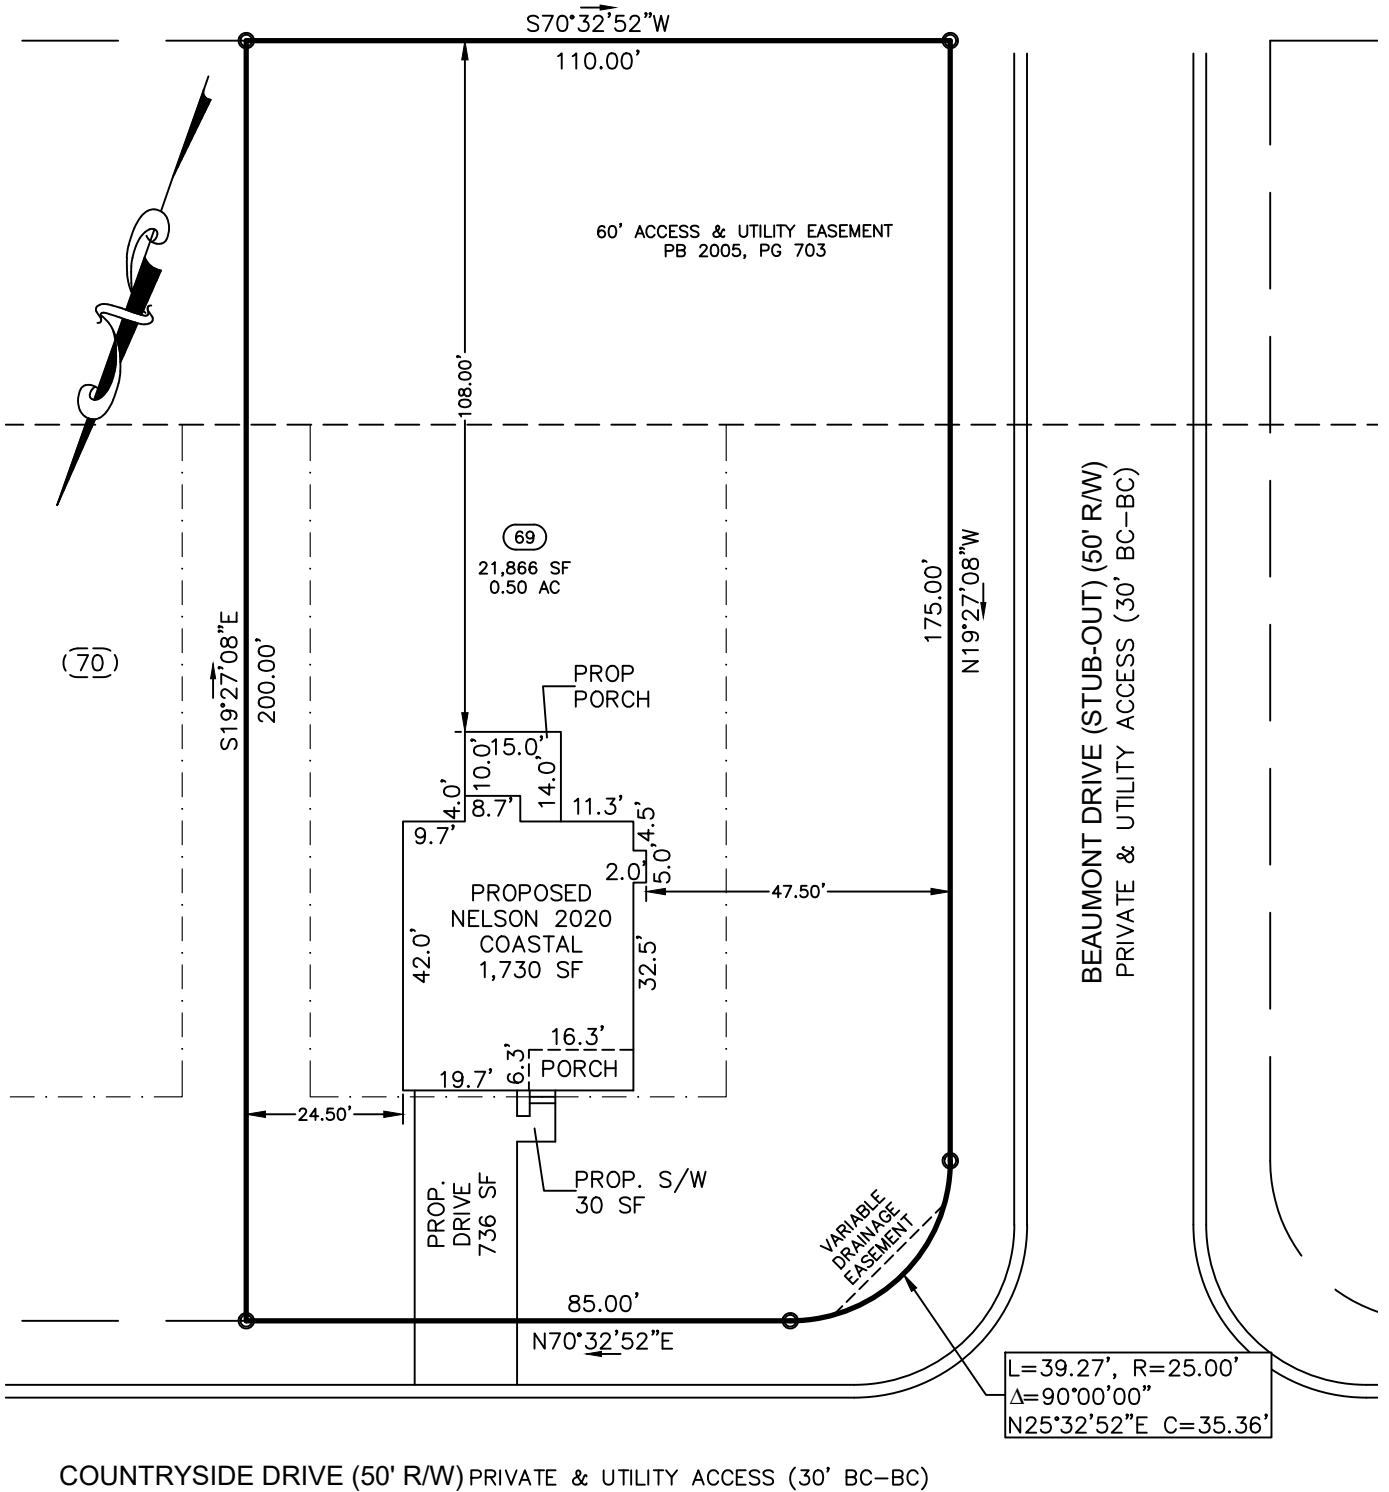 S70°32'52"W
110.00'
60' ACCESS & UTILITY EASEMENT
PB 2005, PG 703
108.00'
69
21,866 SF
0.50 AC
70
S19°27'08"E
200.00'
175.00'
N19°27'08"W
BEAUMONT DRIVE (STUB-OUT) (50' R/W)
PRIVATE & UTILITY ACCESS (30' BC-BC)
PROP
PORCH
15.0'
10.0'
14.0'
4.0'
8.7'
11.3'
9.7'
4.5'
2.0'
5.0'
47.50'
PROPOSED
NELSON 2020
COASTAL
1,730 SF
42.0'
32.5'
16.3'
6.3'
PORCH
19.7'
24.50'
PROP.
DRIVE
736 SF
PROP. S/W
30 SF
VARIABLE
DRAINAGE
EASEMENT
85.00'
N70°32'52"E
L=39.27', R=25.00'
Δ=90°00'00"
N25°32'52"E C=35.36'
COUNTRYSIDE DRIVE (50' R/W) PRIVATE & UTILITY ACCESS (30' BC-BC)